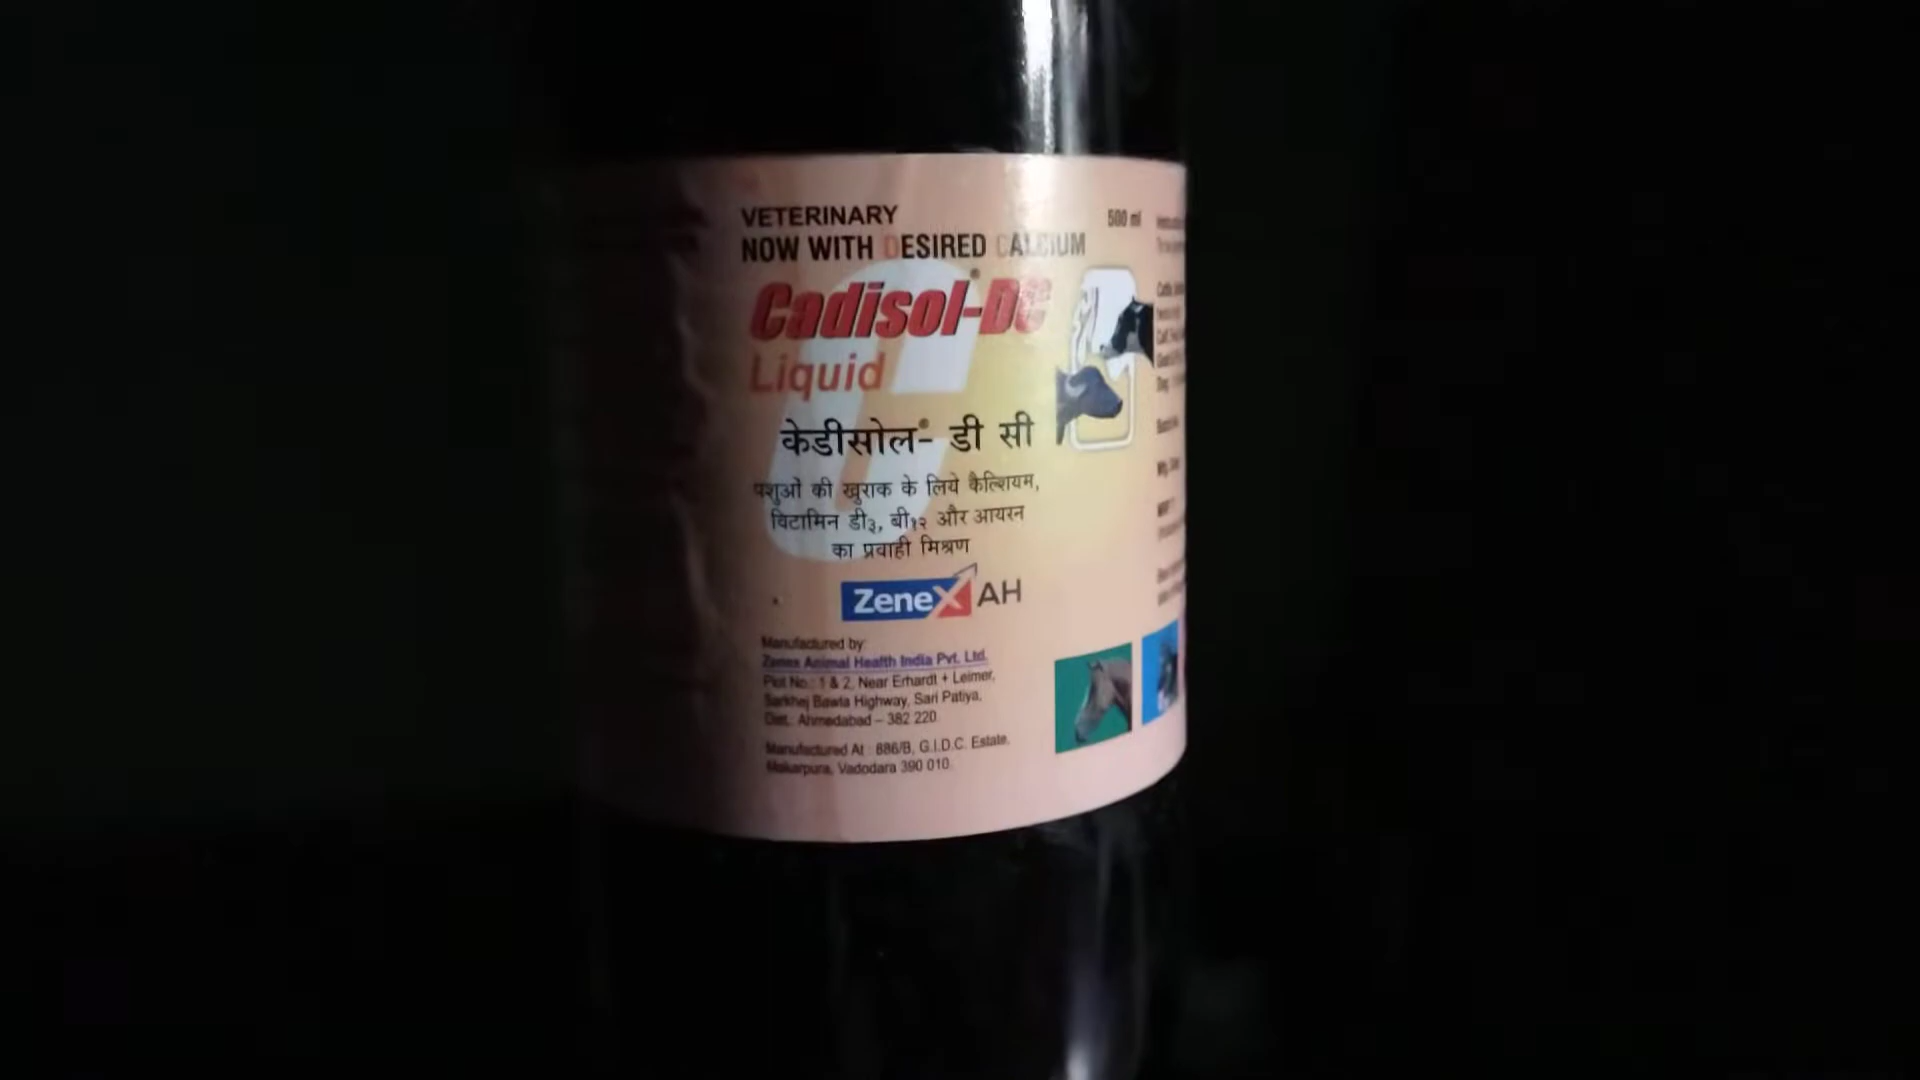 VETERINARY
500 ml
NOW WITH DESIRED CALCIUM
Cadisol®-DC
Liquid
केडीसोल®- डी सी
पशुओं की खुराक के लिये कैल्शियम,
विटामिन डी३, बी१२ और आयरन
का प्रवाही मिश्रण
Zenex AH
Manufactured by:
Zenex Animal Health India Pvt. Ltd.
Plot No.: 1 & 2, Near Erhardt + Leimer,
Sarkhej Bawla Highway, Sari Patiya,
Dist.: Ahmedabad – 382 220.
Manufactured At : 886/B, G.I.D.C. Estate,
Makarpura, Vadodara 390 010.